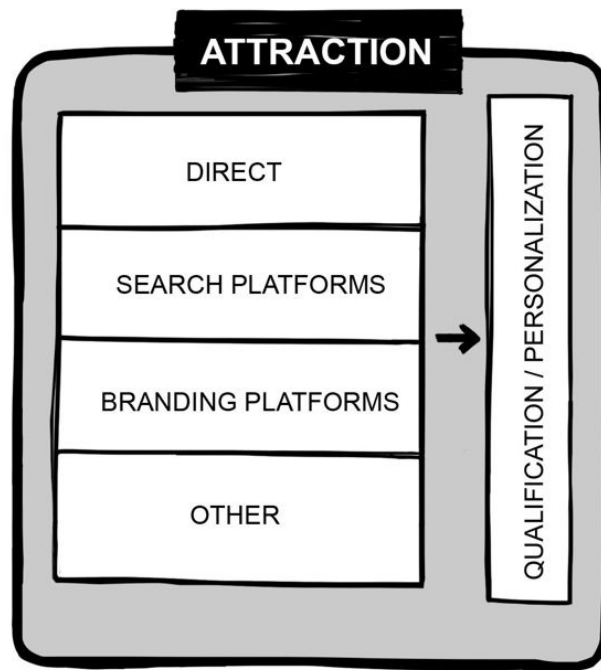 ATTRACTION
DIRECT
SEARCH PLATFORMS
BRANDING PLATFORMS
OTHER
QUALIFICATION / PERSONALIZATION